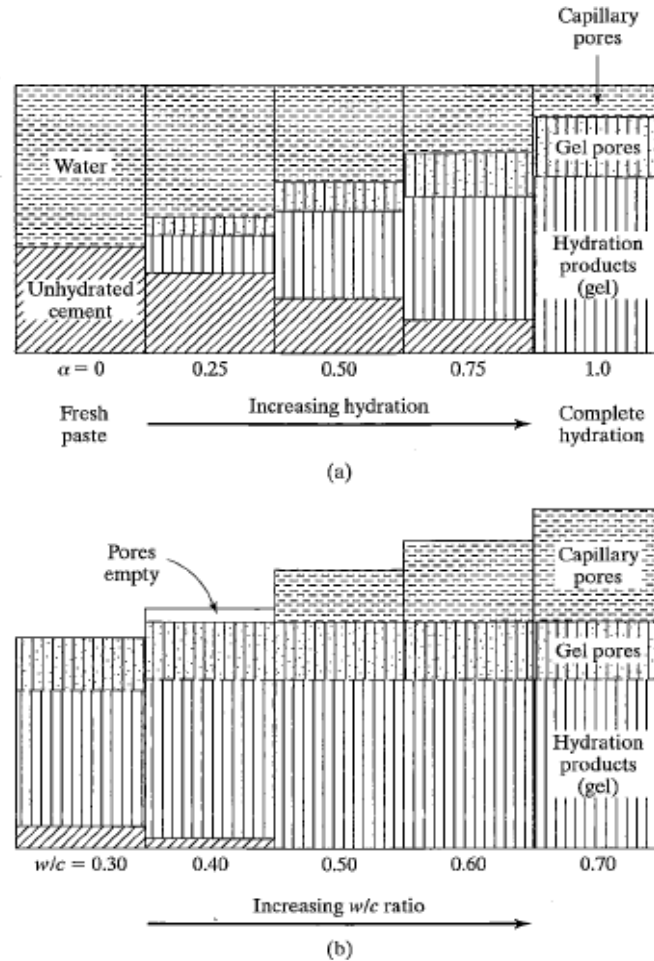 Capillary
pores
Water
Gel pores
Unhydrated
cement
Hydration
products
(gel)
α = 0
0.25
0.50
0.75
1.0
Fresh
paste
Increasing hydration
Complete
hydration
(a)
Pores
empty
Capillary
pores
Gel pores
Hydration
products
(gel)
w/c = 0.30
0.40
0.50
0.60
0.70
Increasing w/c ratio
(b)